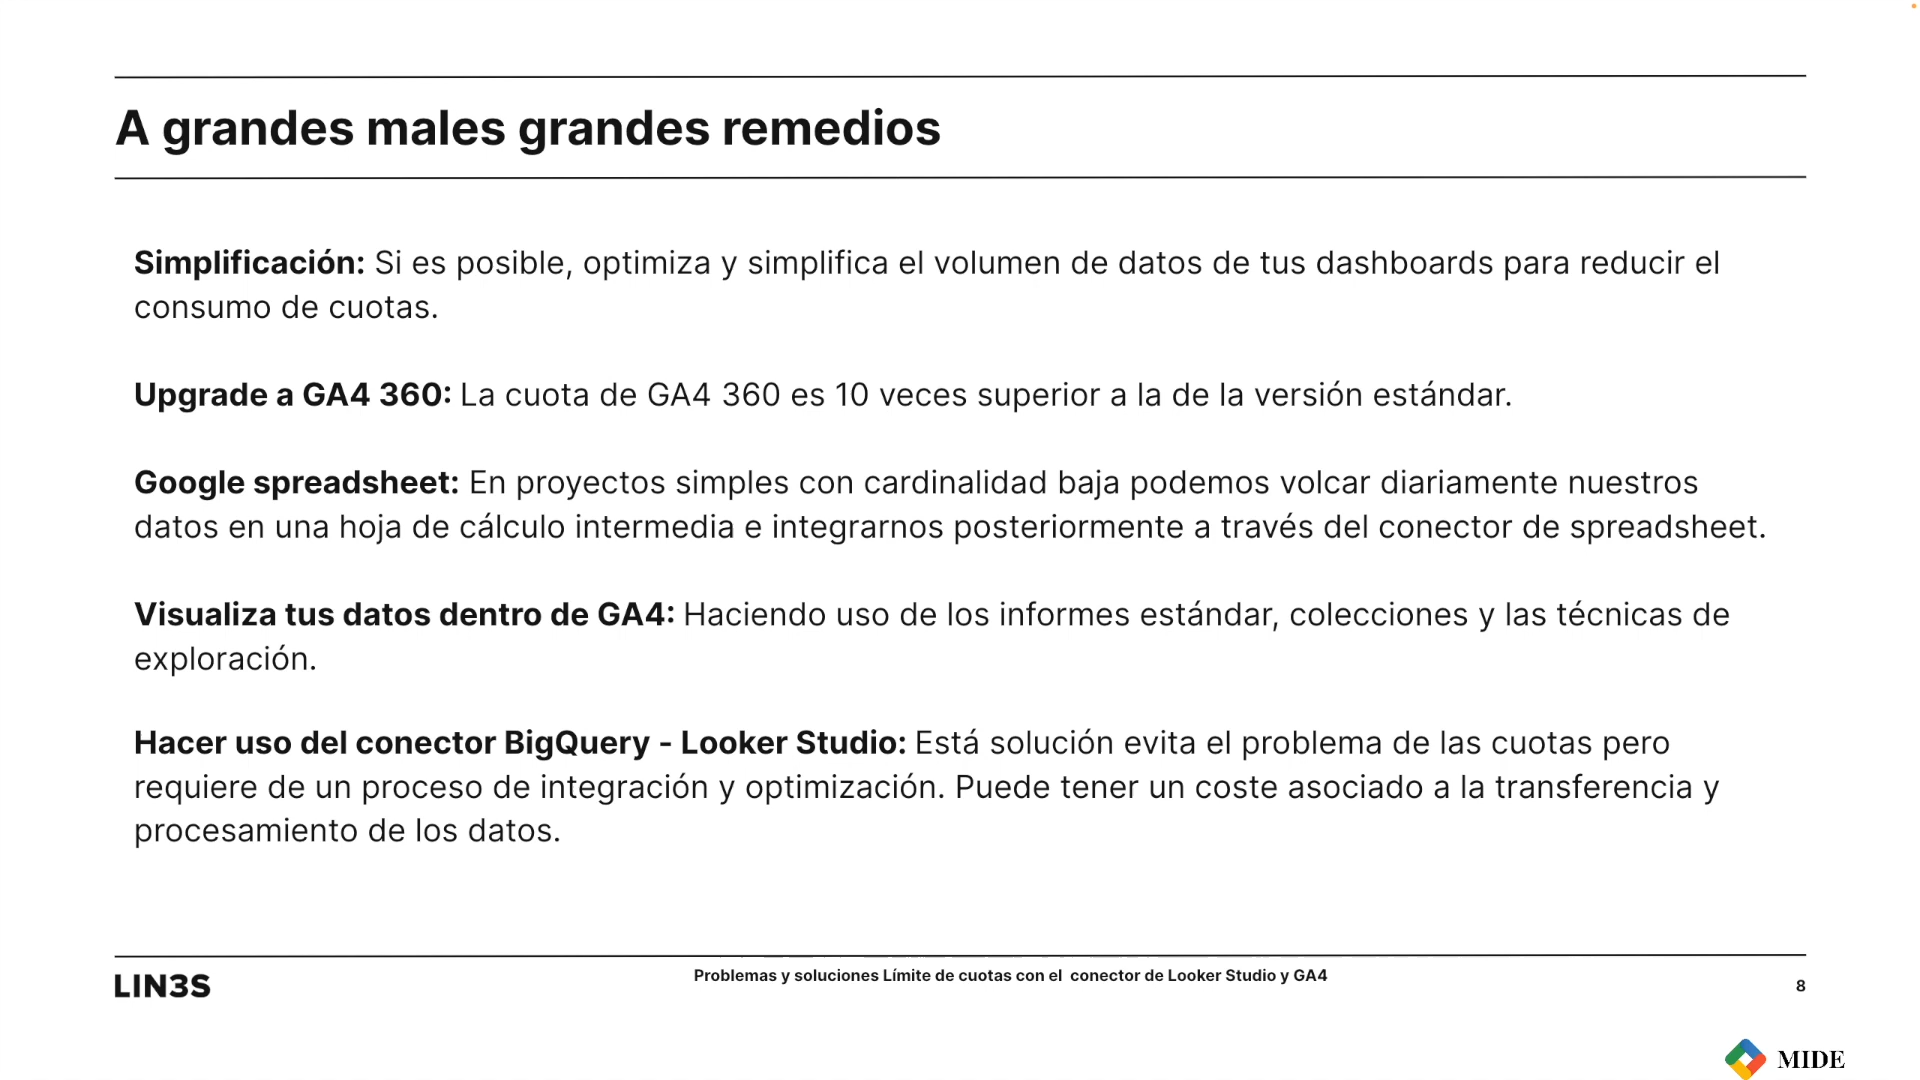 A grandes males grandes remedios
Simplificación: Si es posible, optimiza y simplifica el volumen de datos de tus dashboards para reducir el
consumo de cuotas.
Upgrade a GA4 360: La cuota de GA4 360 es 10 veces superior a la de la versión estándar.
Google spreadsheet: En proyectos simples con cardinalidad baja podemos volcar diariamente nuestros
datos en una hoja de cálculo intermedia e integrarnos posteriormente a través del conector de spreadsheet.
Visualiza tus datos dentro de GA4: Haciendo uso de los informes estándar, colecciones y las técnicas de
exploración.
Hacer uso del conector BigQuery - Looker Studio: Está solución evita el problema de las cuotas pero
requiere de un proceso de integración y optimización. Puede tener un coste asociado a la transferencia y
procesamiento de los datos.
LIN3S
Problemas y soluciones Límite de cuotas con el  conector de Looker Studio y GA4
8
MIDE